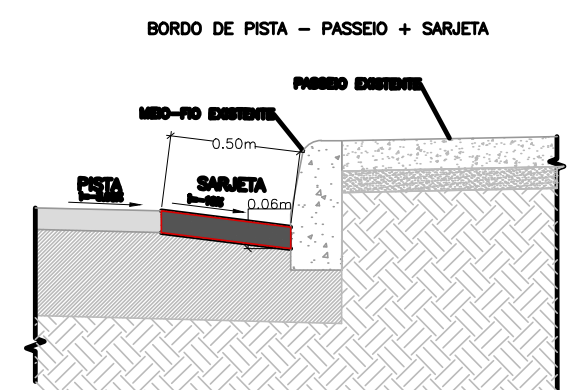 BORDO DE PISTA - PASSEIO + SARJETA
PASSEIO EXISTENTE
MEIO-FIO EXISTENTE
0.50m
PISTA
SARJETA
0.06m